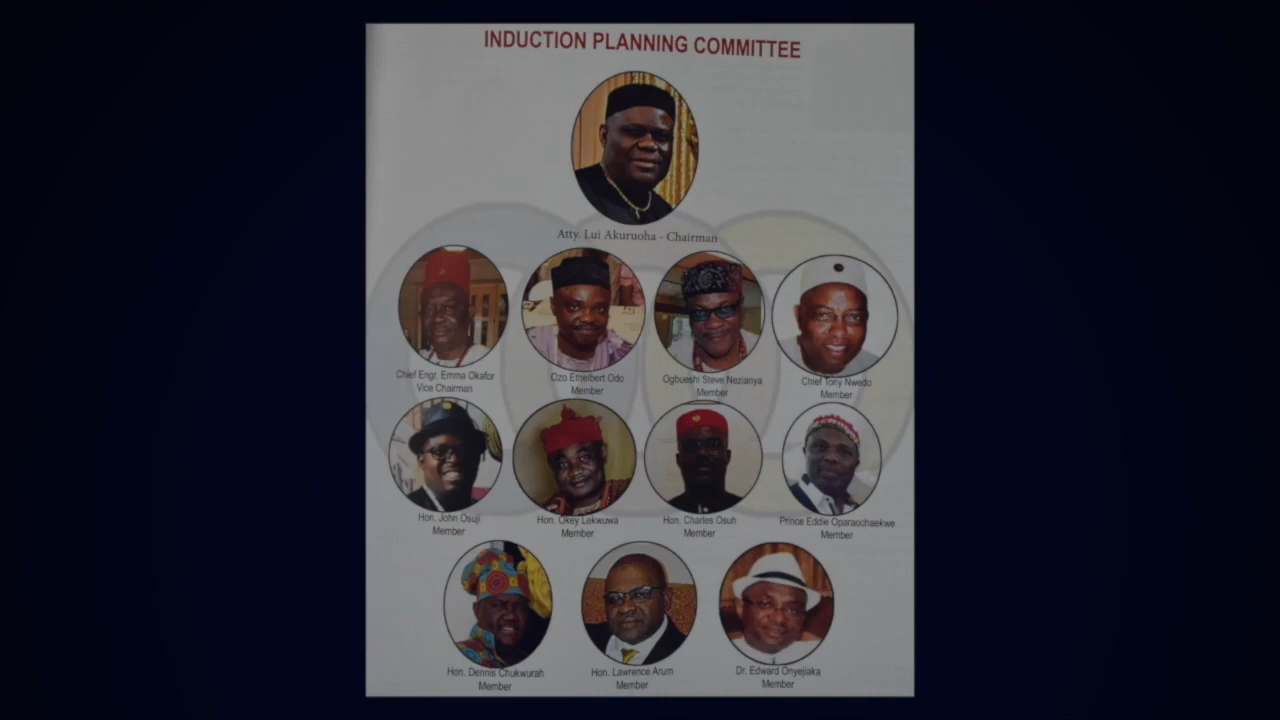 INDUCTION PLANNING COMMITTEE
Atty. Lui Akuruoha - Chairman
Chief Engr. Emma Okafor
Vice Chairman
Ozo Ethelbert Odo
Member
Ogbueshi Steve Nezianya
Member
Chief Tony Nwedo
Member
Hon. John Osuji
Member
Hon. Okey Lekwuwa
Member
Hon. Charles Osuh
Member
Prince Eddie Oparaochaekwe
Member
Hon. Dennis Chukwurah
Member
Hon. Lawrence Arum
Member
Dr. Edward Onyejiaka
Member